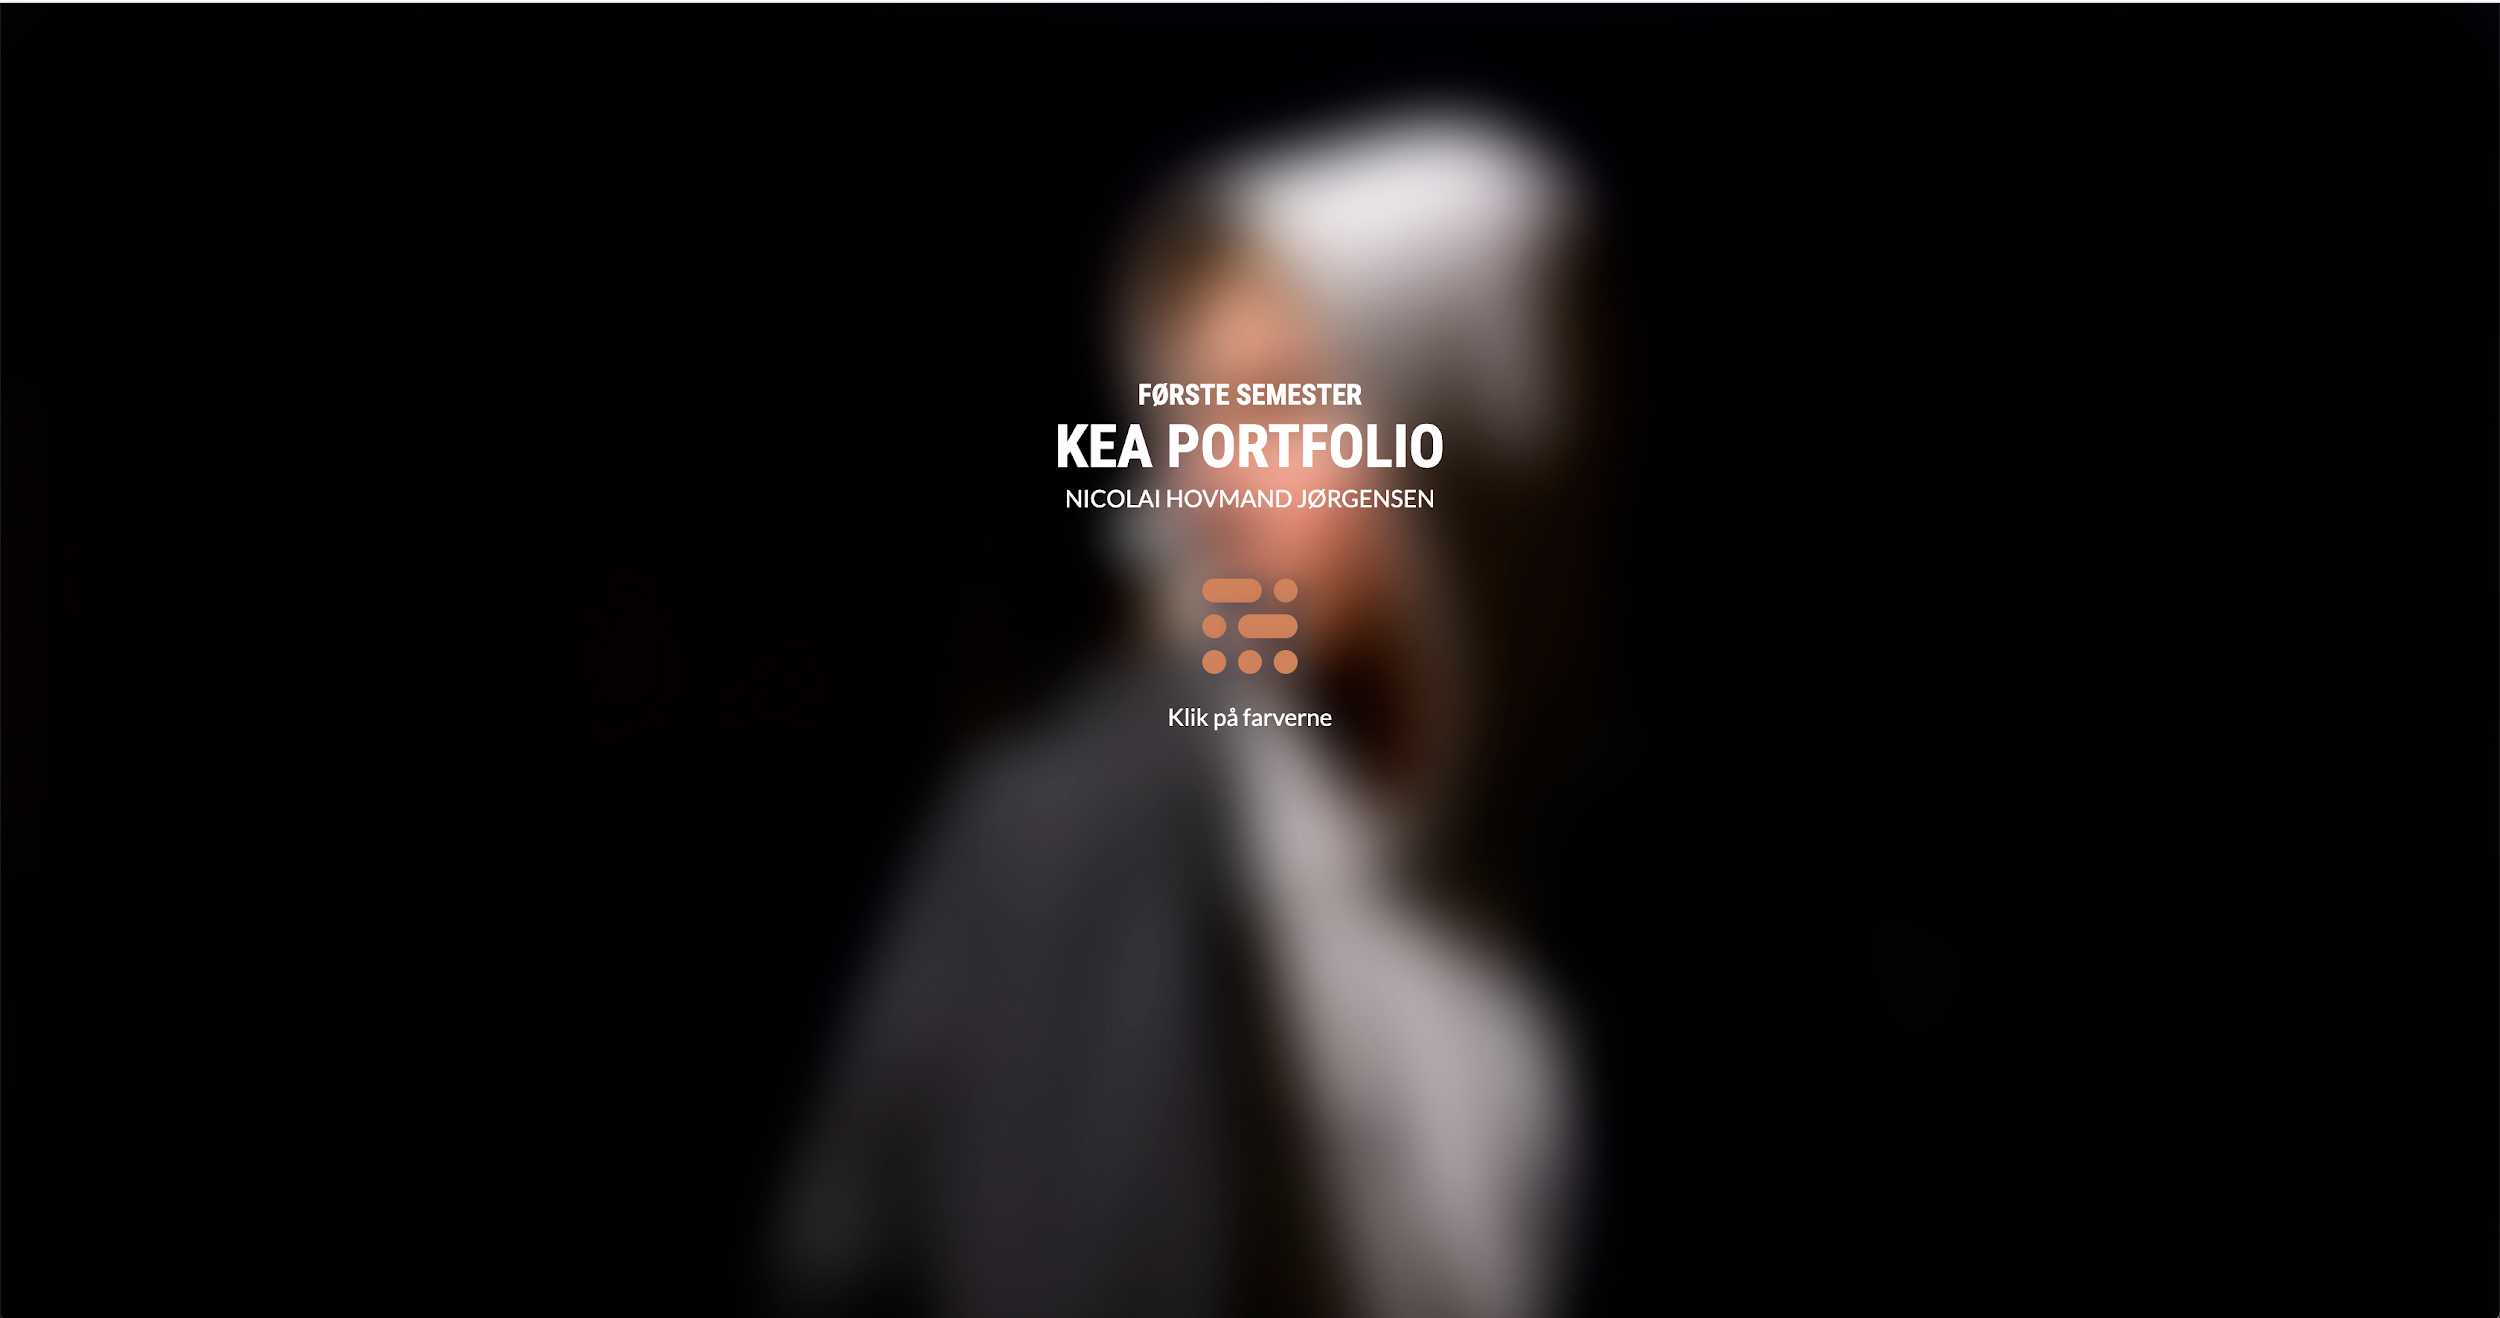 FØRSTE SEMESTER
KEA PORTFOLIO
NICOLAI HOVMAND JØRGENSEN
Klik på farverne